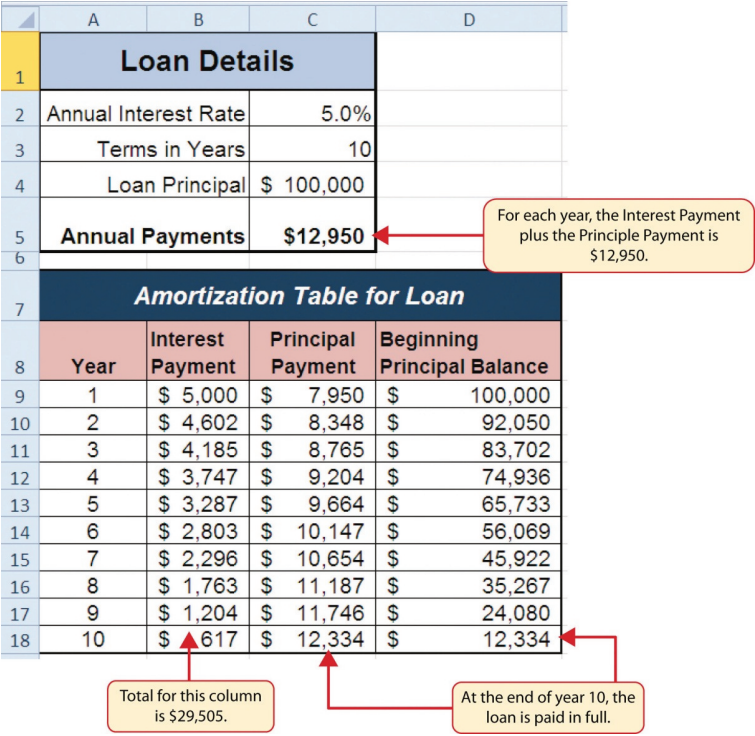 A B C D
1 Loan Details
2 Annual Interest Rate 5.0%
3 Terms in Years 10
4 Loan Principal $ 100,000
5 Annual Payments $12,950
For each year, the Interest Payment
plus the Principle Payment is
$12,950.
6
7 Amortization Table for Loan
Interest Principal Beginning
8 Year Payment Payment Principal Balance
9 1 $ 5,000 $ 7,950 $ 100,000
10 2 $ 4,602 $ 8,348 $ 92,050
11 3 $ 4,185 $ 8,765 $ 83,702
12 4 $ 3,747 $ 9,204 $ 74,936
13 5 $ 3,287 $ 9,664 $ 65,733
14 6 $ 2,803 $ 10,147 $ 56,069
15 7 $ 2,296 $ 10,654 $ 45,922
16 8 $ 1,763 $ 11,187 $ 35,267
17 9 $ 1,204 $ 11,746 $ 24,080
18 10 $ 617 $ 12,334 $ 12,334
Total for this column
is $29,505.
At the end of year 10, the
loan is paid in full.